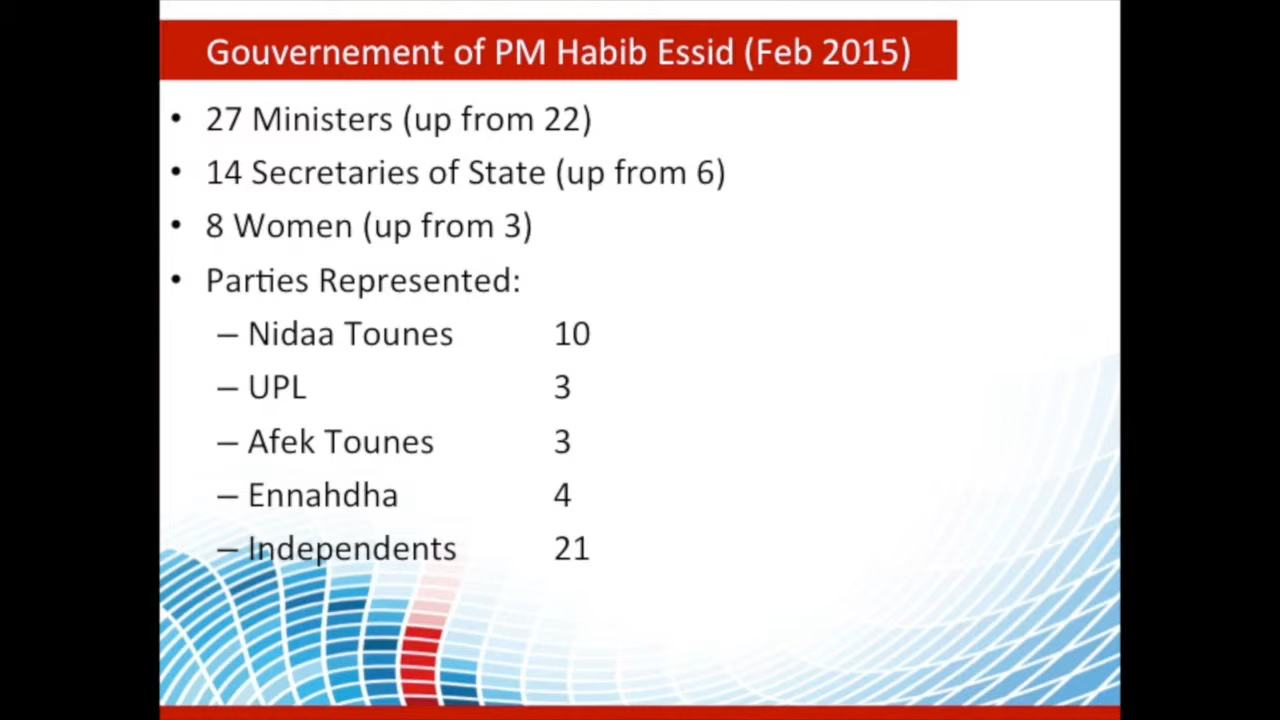 Gouvernement of PM Habib Essid (Feb 2015)
• 27 Ministers (up from 22)
• 14 Secretaries of State (up from 6)
• 8 Women (up from 3)
• Parties Represented:
– Nidaa Tounes 10
– UPL 3
– Afek Tounes 3
– Ennahdha 4
– Independents 21